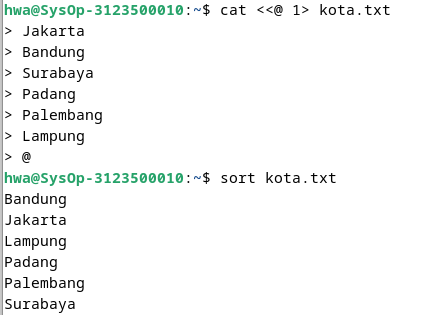 hwa@SysOp-3123500010:~$ cat <<@ 1> kota.txt
> Jakarta
> Bandung
> Surabaya
> Padang
> Palembang
> Lampung
> @
hwa@SysOp-3123500010:~$ sort kota.txt
Bandung
Jakarta
Lampung
Padang
Palembang
Surabaya